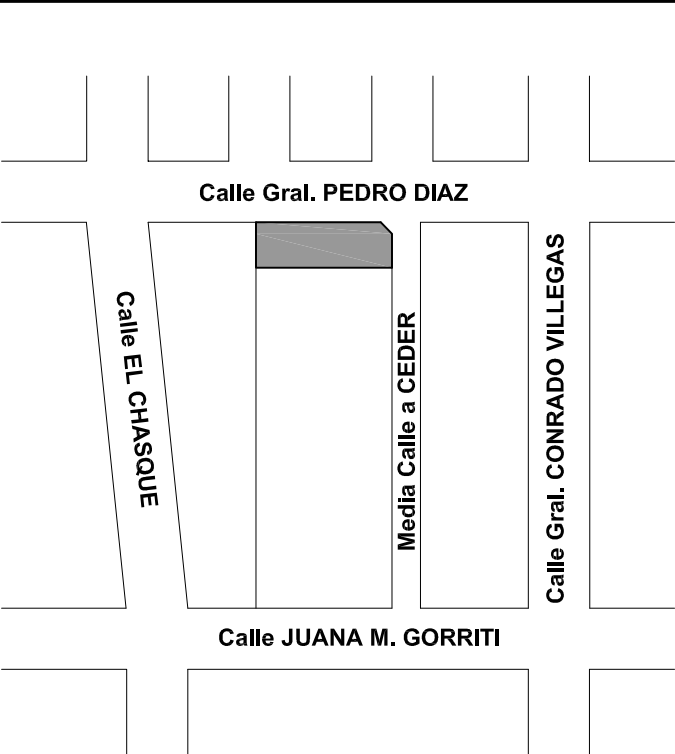 Calle Gral. PEDRO DIAZ
Calle EL CHASQUE
Media Calle a CEDER
Calle Gral. CONRADO VILLEGAS
Calle JUANA M. GORRITI